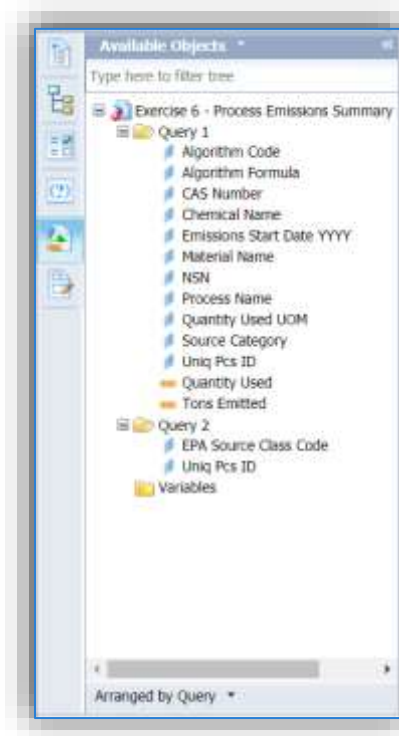 Available Objects
Type here to filter tree
Exercise 6 - Process Emissions Summary
Query 1
Algorithm Code
Algorithm Formula
CAS Number
Chemical Name
Emissions Start Date YYYY
Material Name
NSN
Process Name
Quantity Used UOM
Source Category
Uniq Pcs ID
Quantity Used
Tons Emitted
Query 2
EPA Source Class Code
Uniq Pcs ID
Variables
Arranged by Query